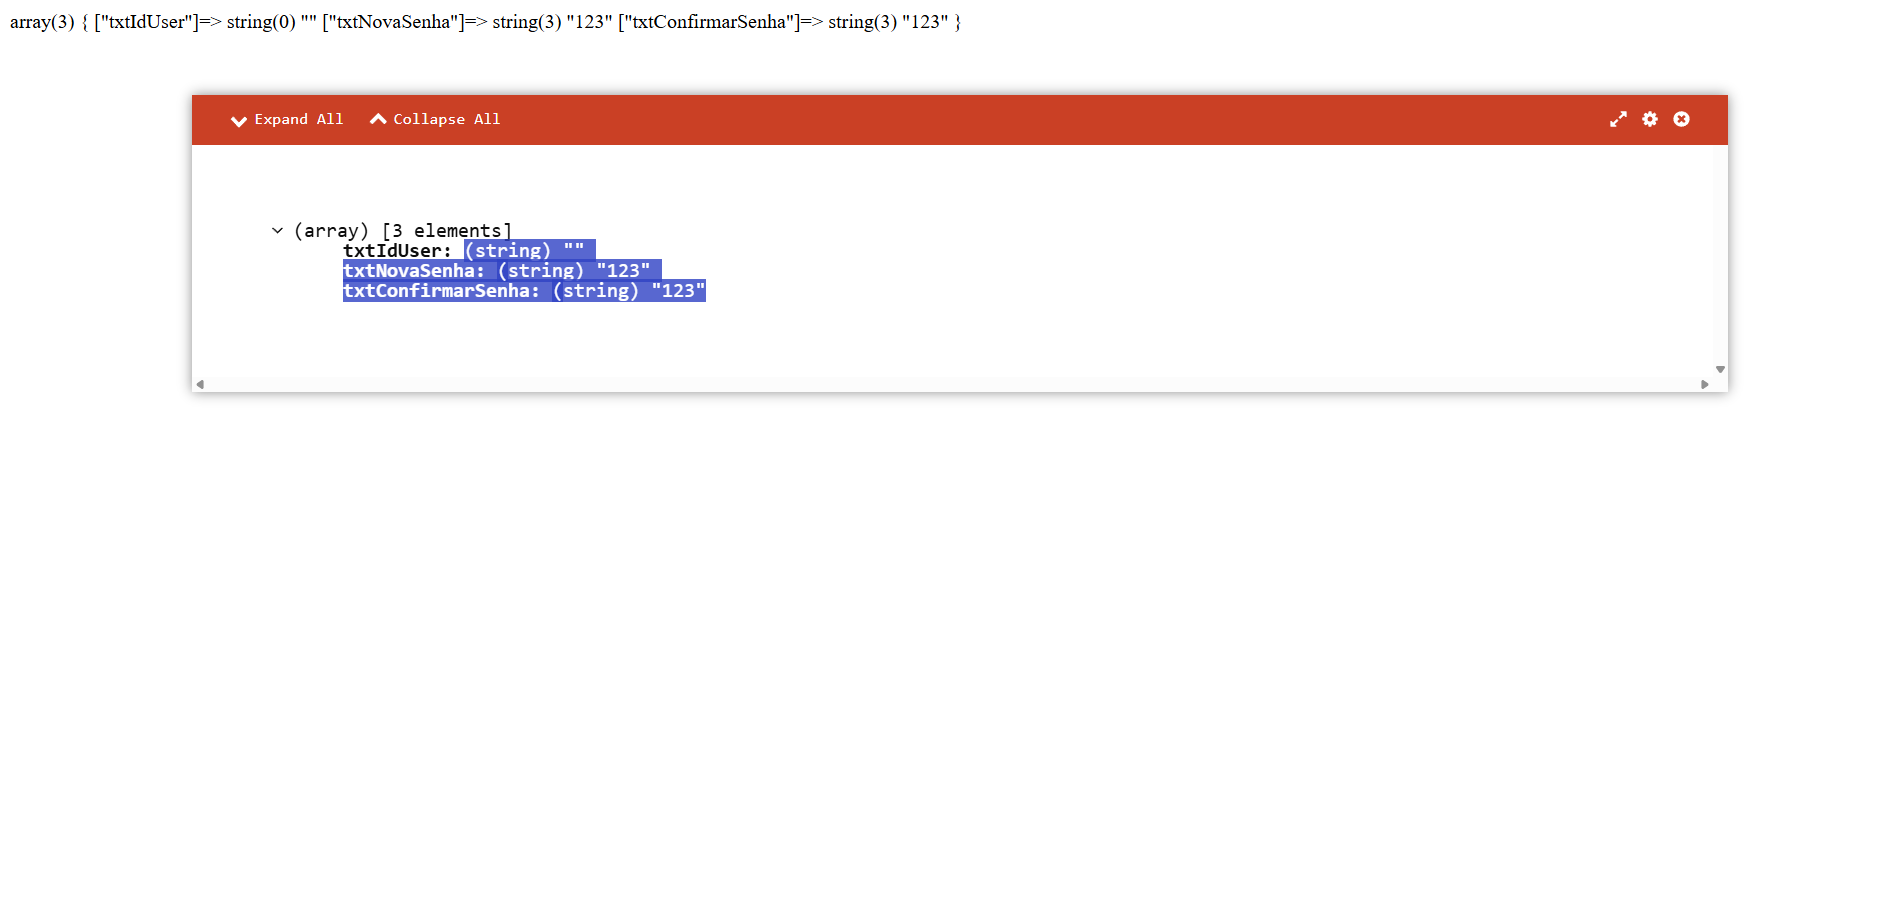 array(3) { ["txtIdUser"]=> string(0) "" ["txtNovaSenha"]=> string(3) "123" ["txtConfirmarSenha"]=> string(3) "123" }
Expand All Collapse All
(array) [3 elements]
txtIdUser: (string) ""
txtNovaSenha: (string) "123"
txtConfirmarSenha: (string) "123"